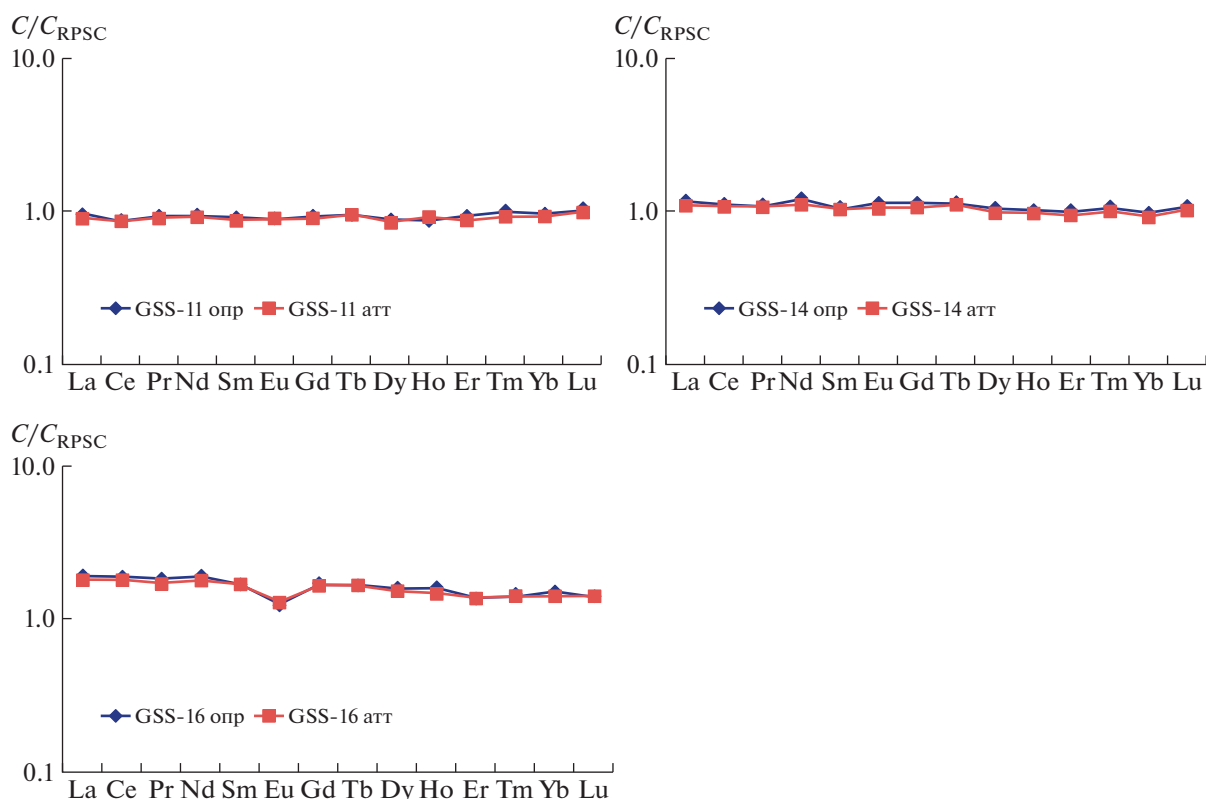 C/C_RPSC
10.0
1.0
GSS-11 опр GSS-11 атт
0.1
La Ce Pr Nd Sm Eu Gd Tb Dy Ho Er Tm Yb Lu
C/C_RPSC
10.0
1.0
GSS-14 опр GSS-14 атт
0.1
La Ce Pr Nd Sm Eu Gd Tb Dy Ho Er Tm Yb Lu
C/C_RPSC
10.0
1.0
GSS-16 опр GSS-16 атт
0.1
La Ce Pr Nd Sm Eu Gd Tb Dy Ho Er Tm Yb Lu